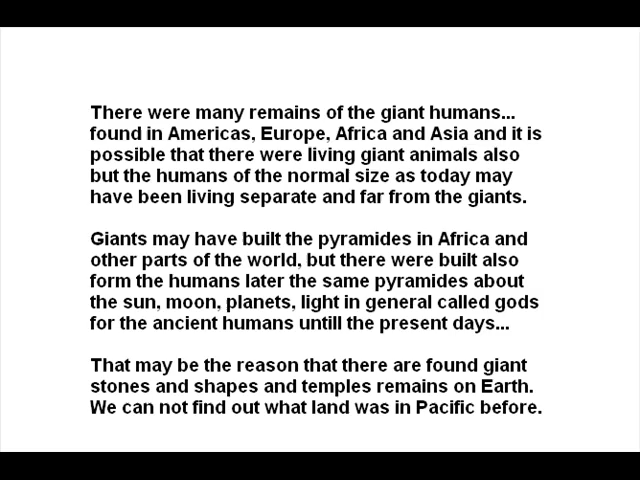 There were many remains of the giant humans...
found in Americas, Europe, Africa and Asia and it is
possible that there were living giant animals also
but the humans of the normal size as today may
have been living separate and far from the giants.
Giants may have built the pyramides in Africa and
other parts of the world, but there were built also
form the humans later the same pyramides about
the sun, moon, planets, light in general called gods
for the ancient humans untill the present days...
That may be the reason that there are found giant
stones and shapes and temples remains on Earth.
We can not find out what land was in Pacific before.